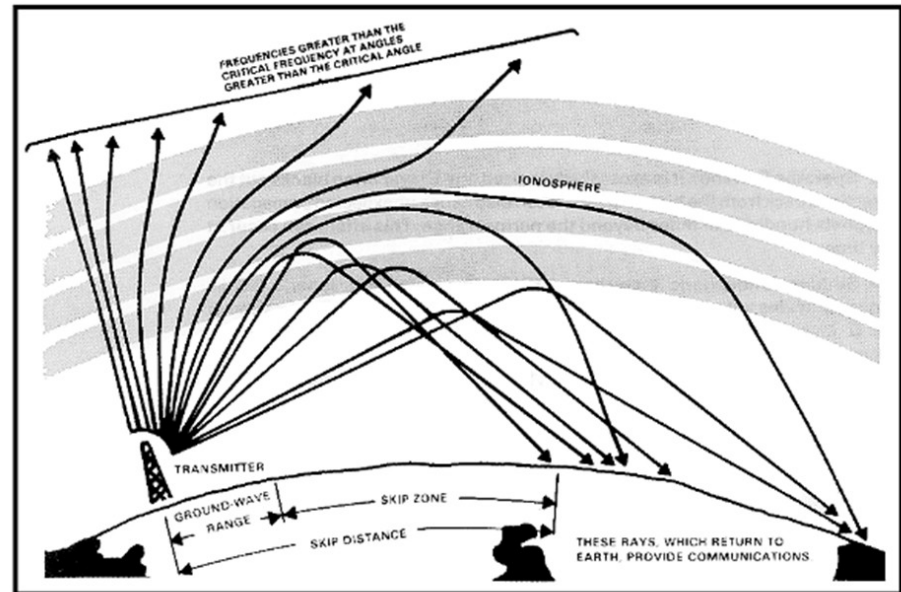 FREQUENCIES GREATER THAN THE
CRITICAL FREQUENCY AT ANGLES
GREATER THAN THE CRITICAL ANGLE
IONOSPHERE
TRANSMITTER
GROUND-WAVE
RANGE
SKIP ZONE
SKIP DISTANCE
THESE RAYS, WHICH RETURN TO
EARTH, PROVIDE COMMUNICATIONS.